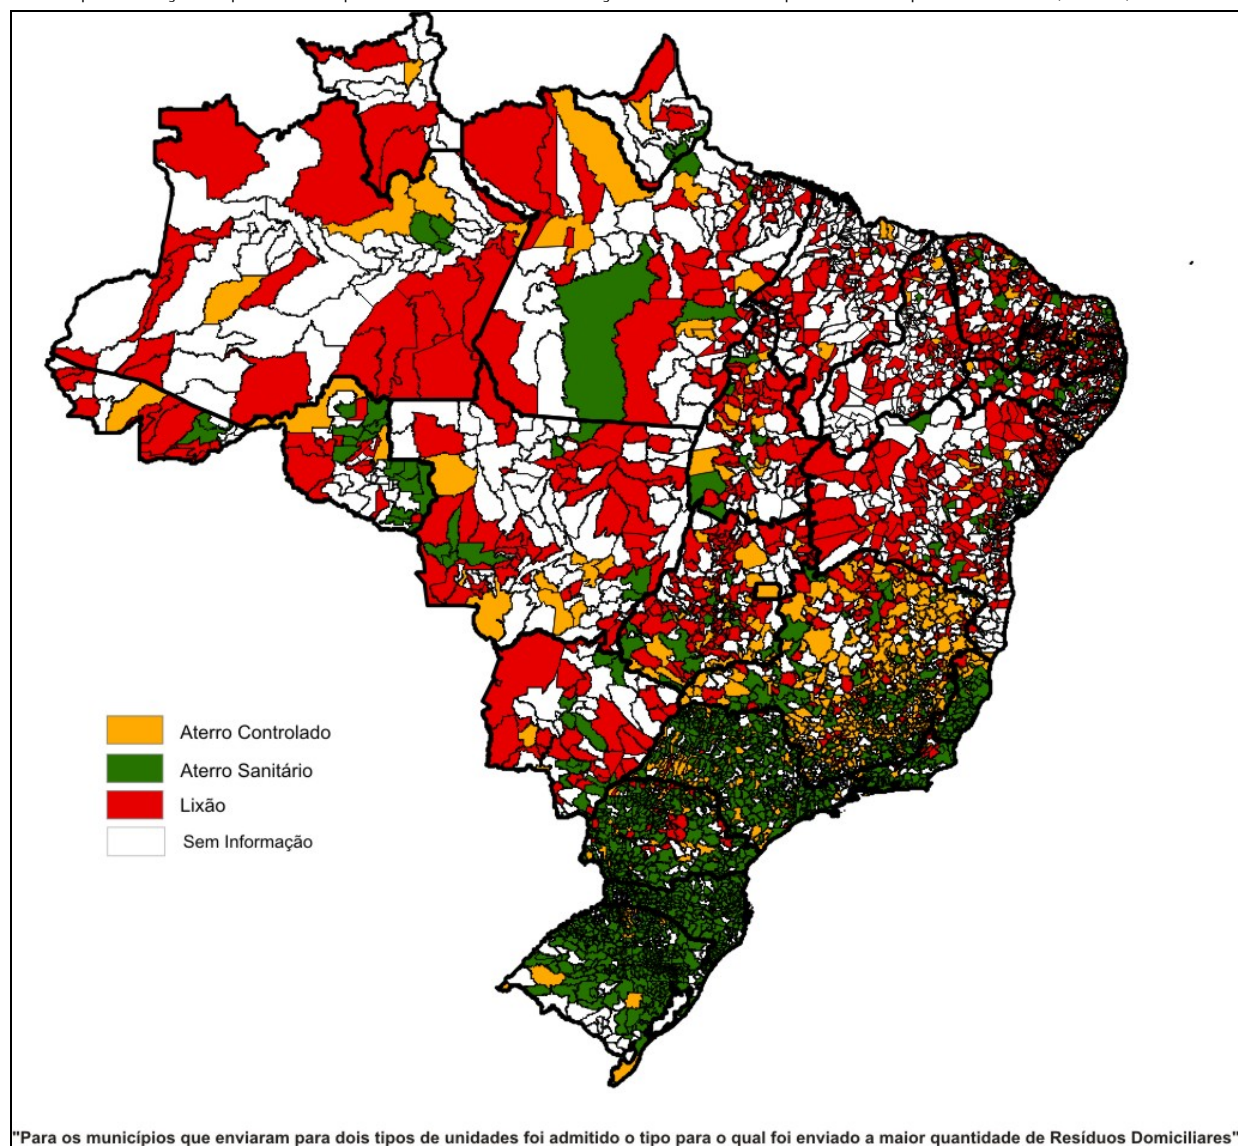 Aterro Controlado
Aterro Sanitário
Lixão
Sem Informação
"Para os municípios que enviaram para dois tipos de unidades foi admitido o tipo para o qual foi enviado a maior quantidade de Resíduos Domiciliares"